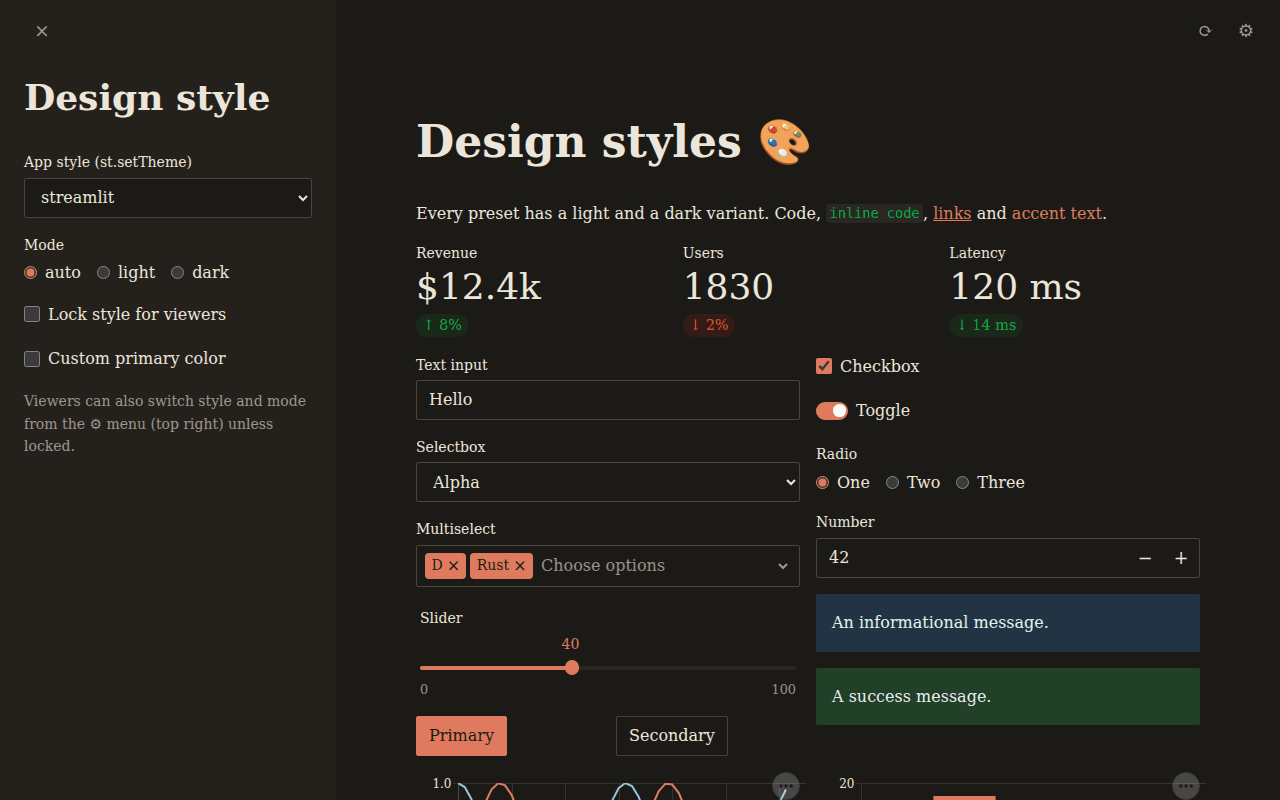 ×
Design style
App style (st.setTheme)
streamlit
Mode
auto light dark
Lock style for viewers
Custom primary color
Viewers can also switch style and mode
from the ⚙ menu (top right) unless
locked.
Design styles 🎨
Every preset has a light and a dark variant. Code, inline code, links and accent text.
Revenue
$12.4k
↑ 8%
Users
1830
↓ 2%
Latency
120 ms
↓ 14 ms
Text input
Hello
Selectbox
Alpha
Multiselect
D × Rust × Choose options
Slider
40
0 100
Primary Secondary
Checkbox
Toggle
Radio
One Two Three
Number
42 − +
An informational message.
A success message.
1.0
20